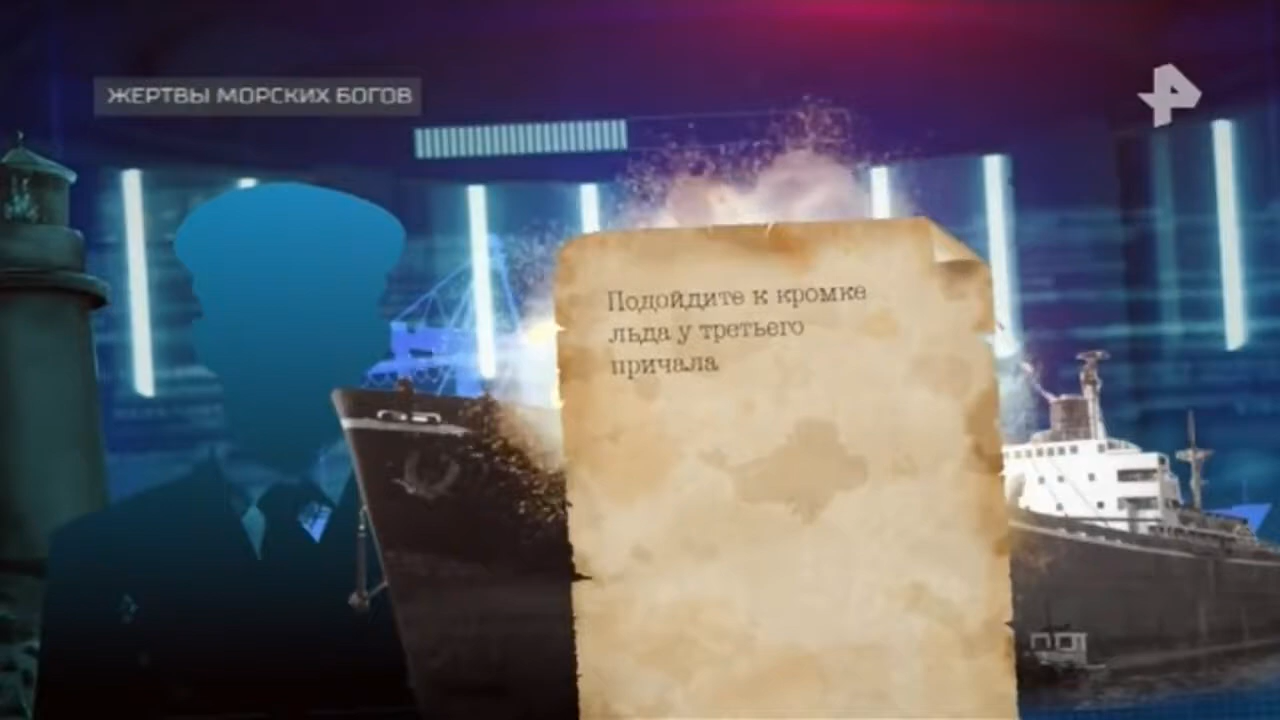 ЖЕРТВЫ МОРСКИХ БОГОВ
Подойдите к кромке
льда у третьего
причала